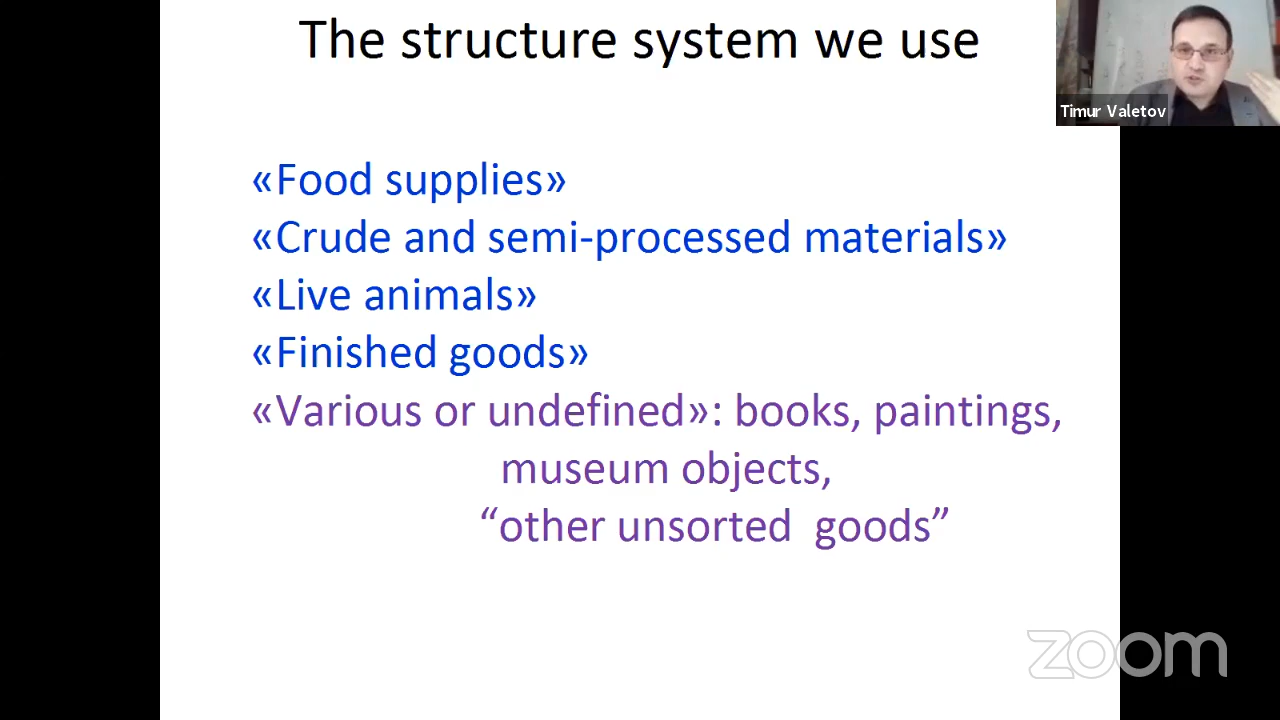 The structure system we use
Timur Valetov
«Food supplies»
«Crude and semi-processed materials»
«Live animals»
«Finished goods»
«Various or undefined»: books, paintings,
museum objects,
“other unsorted  goods”
zoom